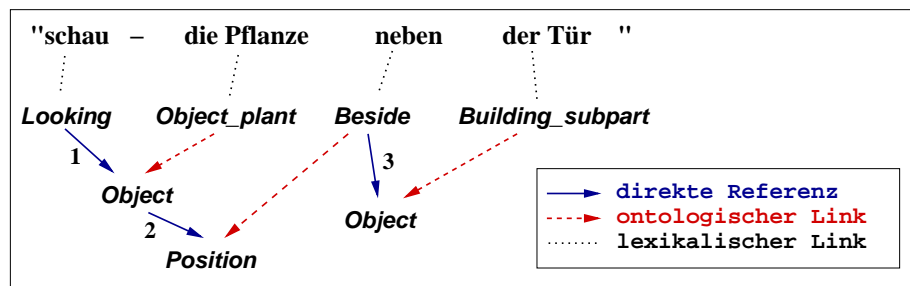 "schau – die Pflanze neben der Tür "
Looking Object_plant Beside Building_subpart
1 3
Object Object
2
Position
direkte Referenz
ontologischer Link
lexikalischer Link